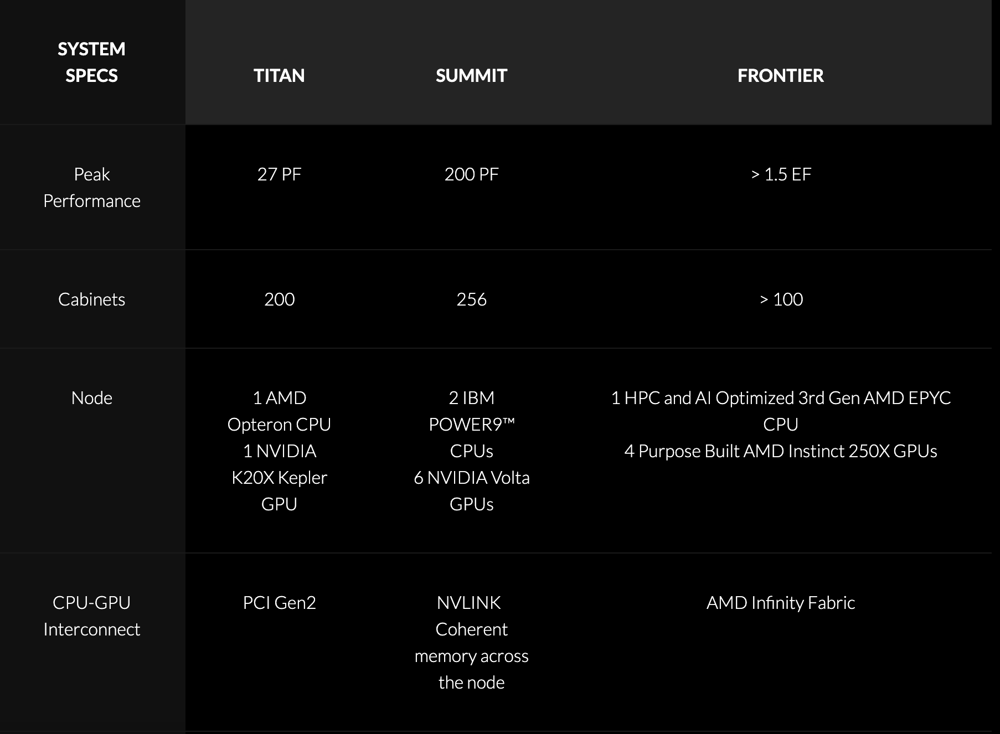 SYSTEM
SPECS
TITAN
SUMMIT
FRONTIER
Peak
Performance
27 PF
200 PF
> 1.5 EF
Cabinets
200
256
> 100
Node
1 AMD
Opteron CPU
1 NVIDIA
K20X Kepler
GPU
2 IBM
POWER9™
CPUs
6 NVIDIA Volta
GPUs
1 HPC and AI Optimized 3rd Gen AMD EPYC
CPU
4 Purpose Built AMD Instinct 250X GPUs
CPU-GPU
Interconnect
PCI Gen2
NVLINK
Coherent
memory across
the node
AMD Infinity Fabric